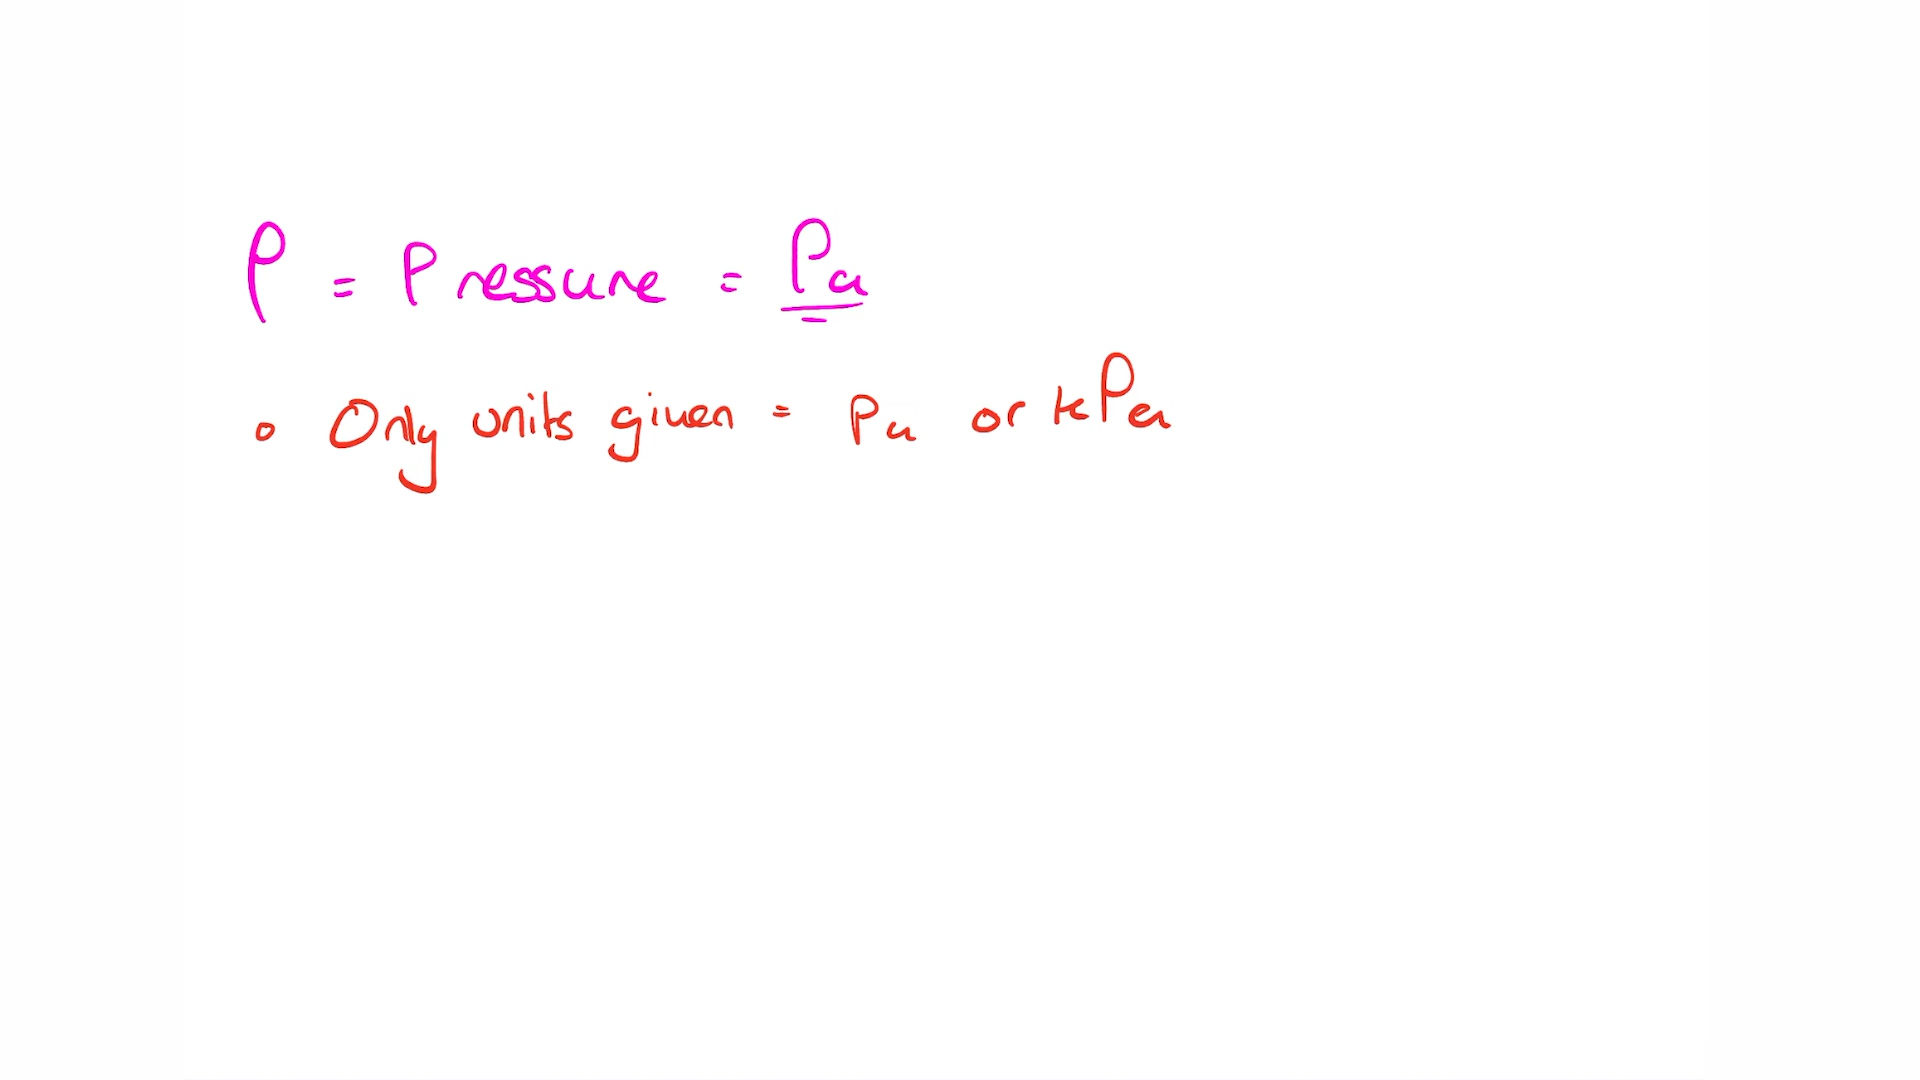 P = Pressure = Pa
o Only units given = Pa or kPa